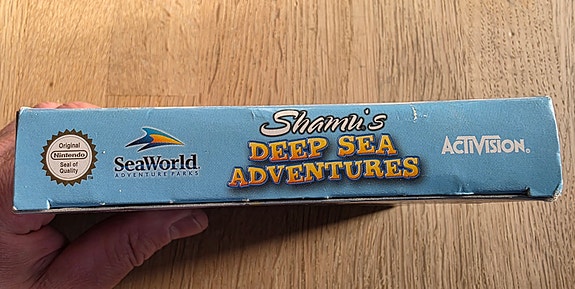 Original
Nintendo
Seal of
Quality
SeaWorld
ADVENTURE PARKS
Shamu's
DEEP SEA
ADVENTURES
ACTIVISION®